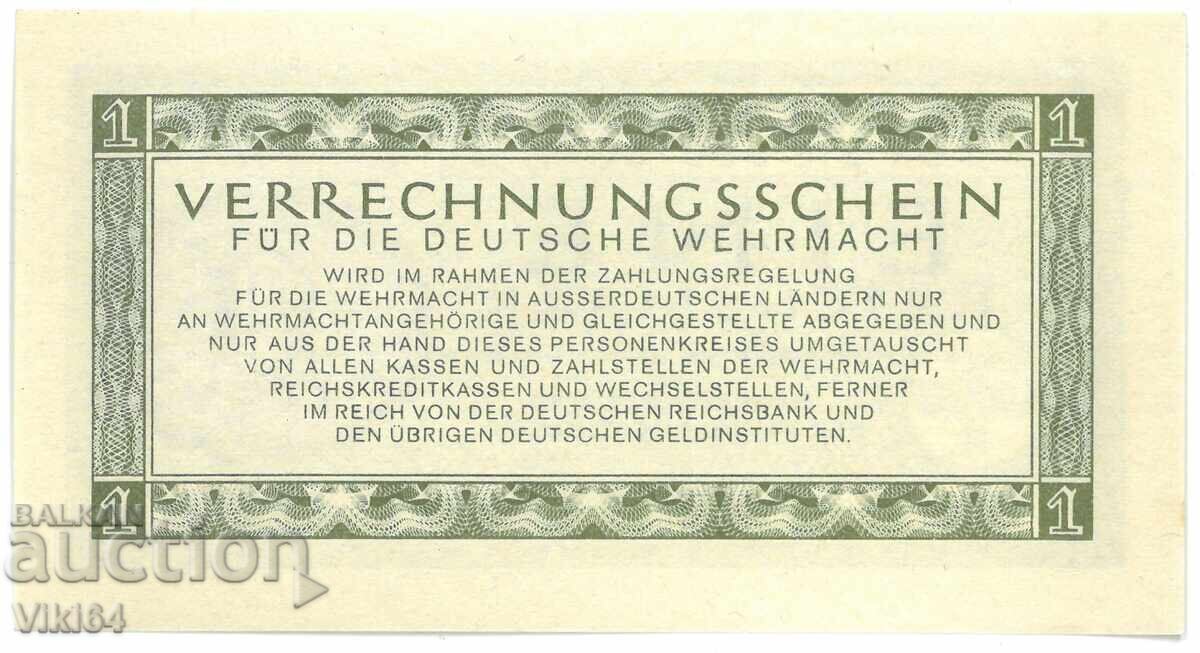 1 1
VERRECHNUNGSSCHEIN
FÜR DIE DEUTSCHE WEHRMACHT
WIRD IM RAHMEN DER ZAHLUNGSREGELUNG
FÜR DIE WEHRMACHT IN AUSSERDEUTSCHEN LÄNDERN NUR
AN WEHRMACHTANGEHÖRIGE UND GLEICHGESTELLTE ABGEGEBEN UND
NUR AUS DER HAND DIESES PERSONENKREISES UMGETAUSCHT
VON ALLEN KASSEN UND ZAHLSTELLEN DER WEHRMACHT,
REICHSKREDITKASSEN UND WECHSELSTELLEN, FERNER
IM REICH VON DER DEUTSCHEN REICHSBANK UND
DEN ÜBRIGEN DEUTSCHEN GELDINSTITUTEN.
1 1
BALKAN
auction
Viki64